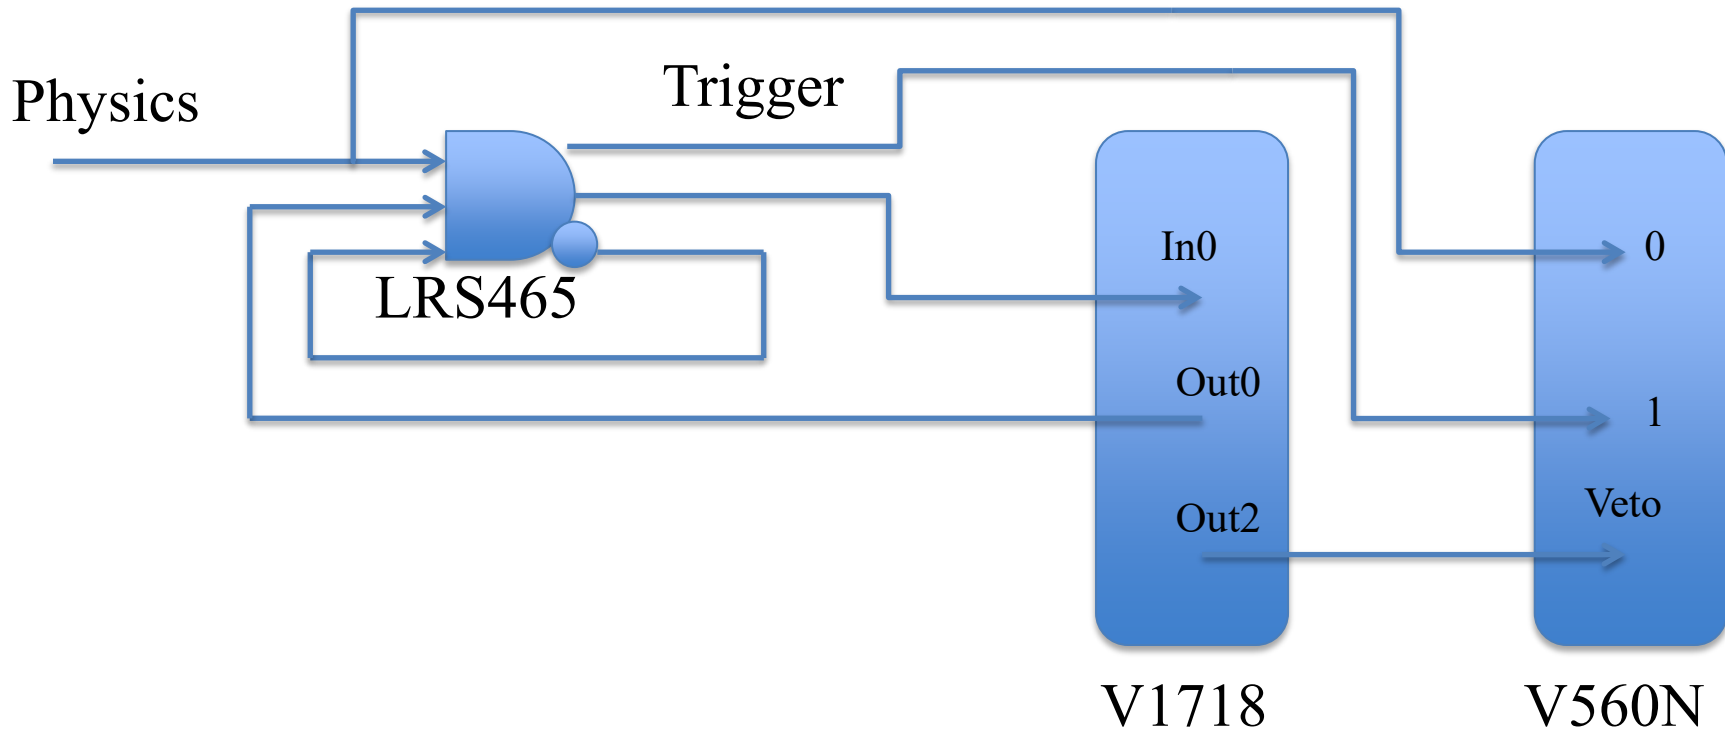 Trigger
Physics
In0
0
LRS465
Out0
1
Veto
Out2
V1718
V560N